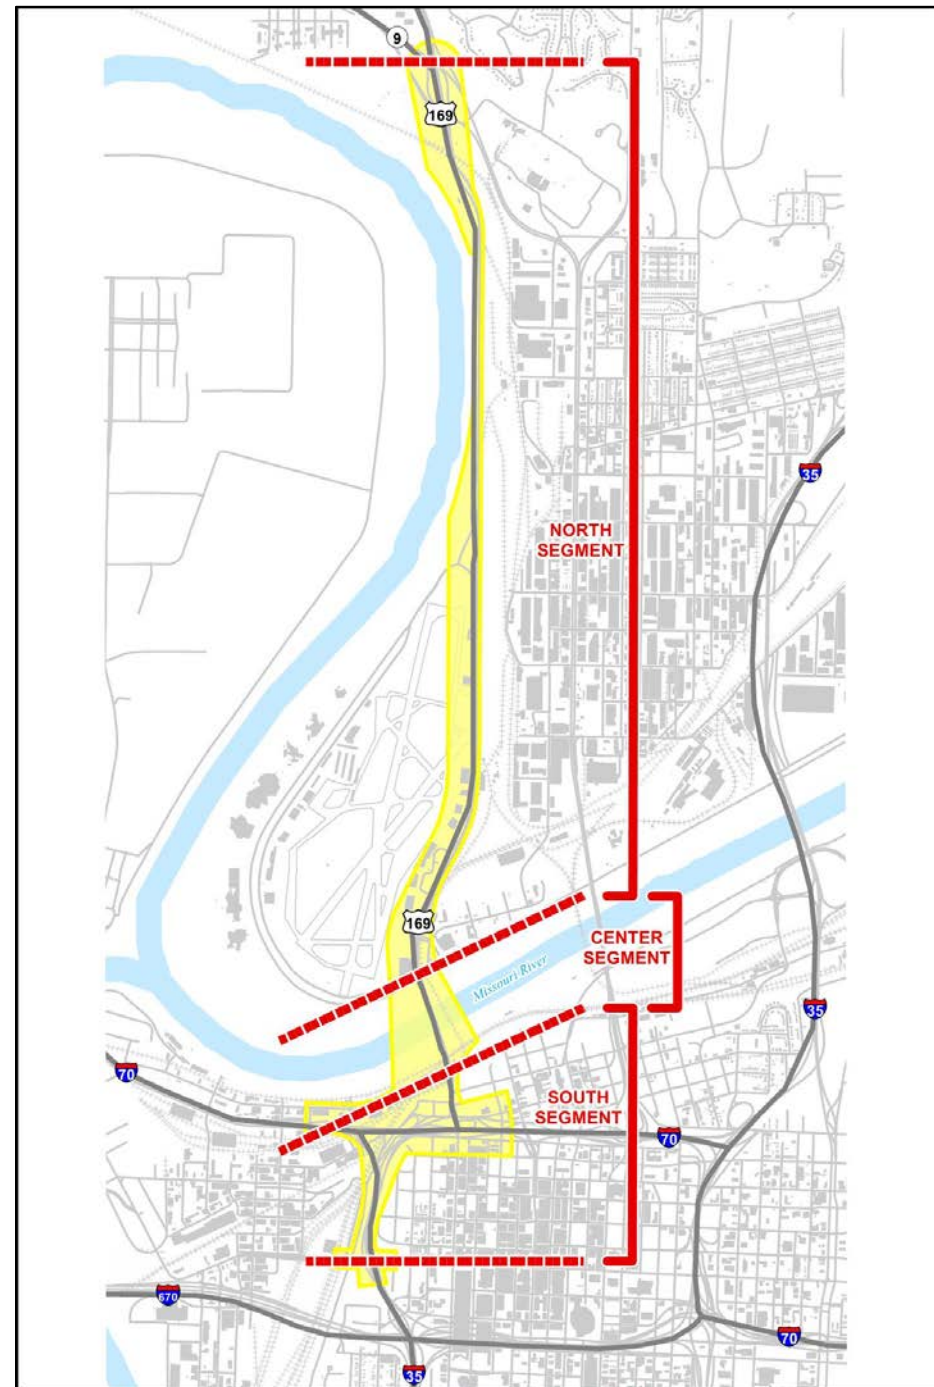 9
169
35
NORTH
SEGMENT
169
CENTER
SEGMENT
Missouri River
35
70
SOUTH
SEGMENT
70
670
70
35